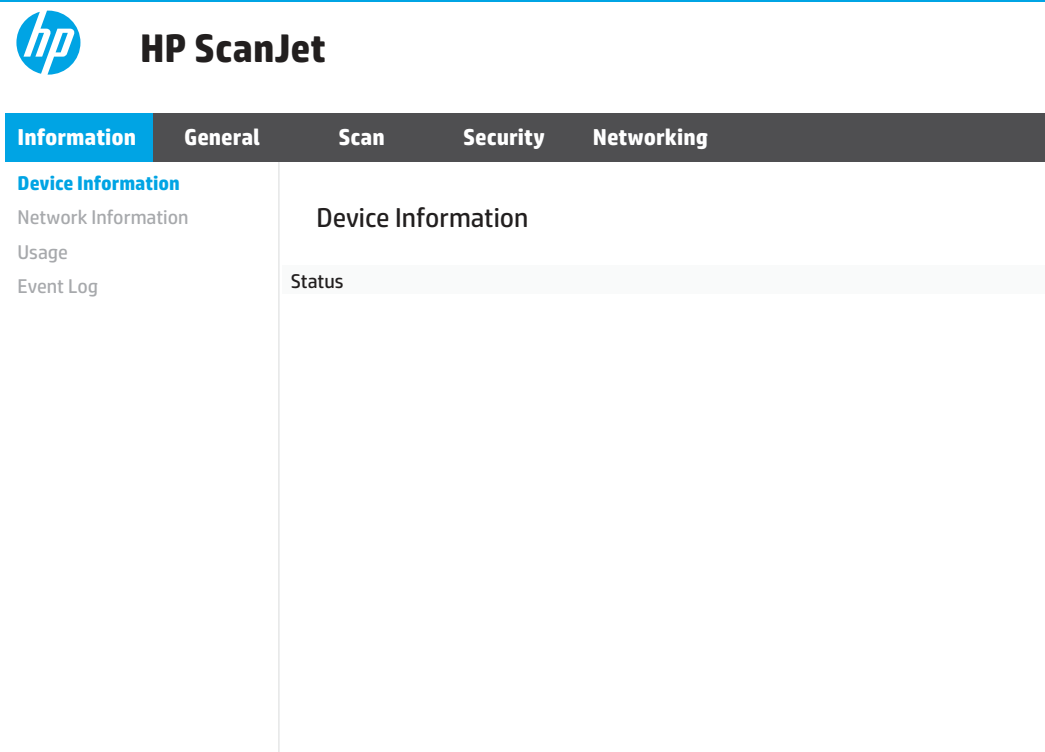 hp
HP ScanJet
Information General Scan Security Networking
Device Information
Network Information
Usage
Event Log
Device Information
Status